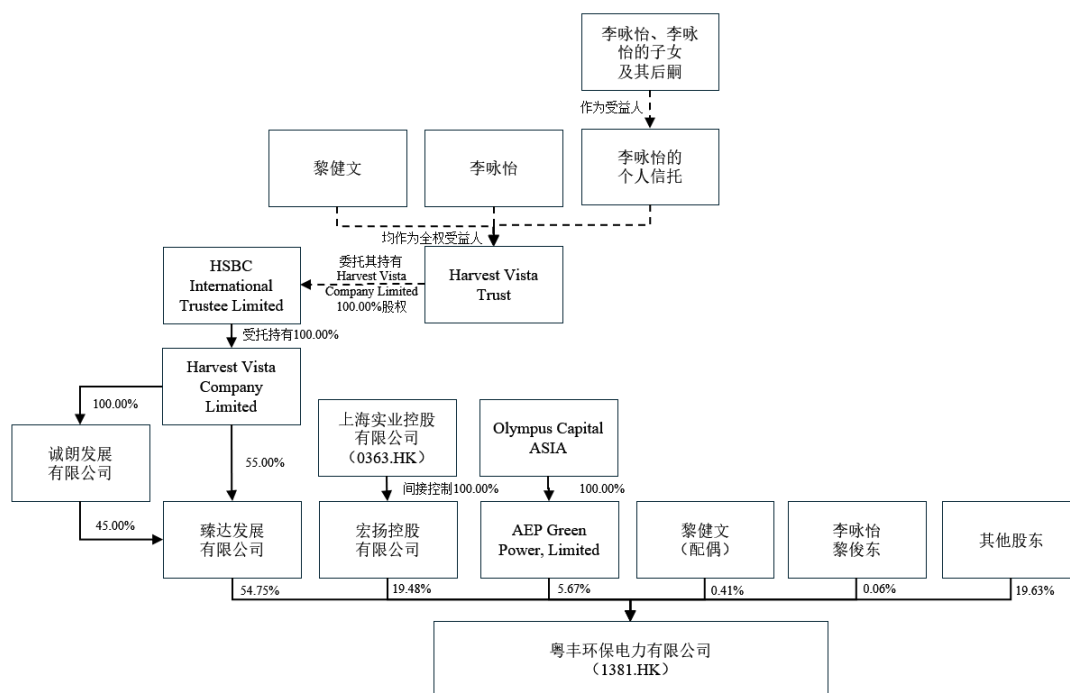 李咏怡、李咏
怡的子女
及其后嗣
作为受益人
黎健文
李咏怡
李咏怡的
个人信托
均作为全权受益人
HSBC
International
Trustee Limited
委托其持有
Harvest Vista
Company Limited
100.00%股权
Harvest Vista
Trust
受托持有100.00%
Harvest Vista
Company
Limited
100.00%
诚朗发展
有限公司
55.00%
上海实业控股
有限公司
（0363.HK）
Olympus Capital
ASIA
间接控制100.00%
100.00%
45.00%
臻达发展
有限公司
宏扬控股
有限公司
AEP Green
Power, Limited
黎健文
（配偶）
李咏怡
黎俊东
其他股东
54.75%
19.48%
5.67%
0.41%
0.06%
19.63%
粤丰环保电力有限公司
（1381.HK）